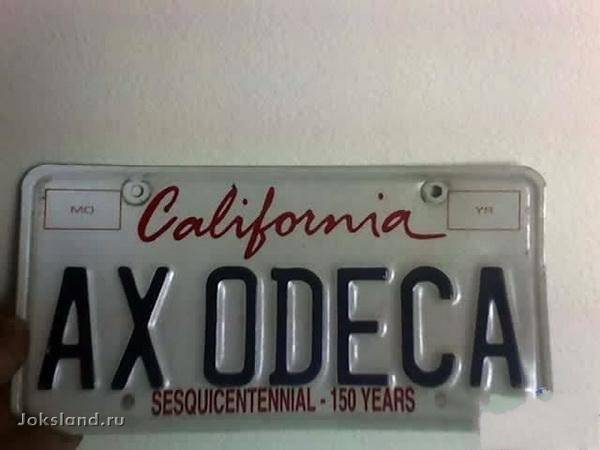 MO California YR
AX ODECA
SESQUICENTENNIAL - 150 YEARS
Joksland.ru